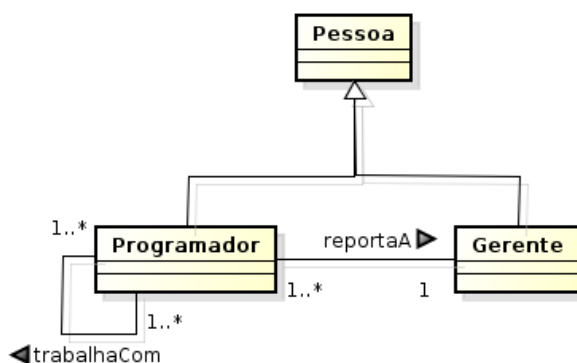 Pessoa
1..*
Programador
reportaA
Gerente
1..*
1
1..*
trabalhaCom